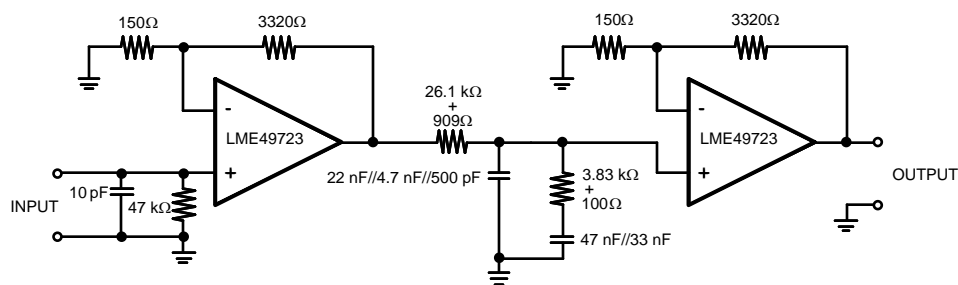 150Ω
3320Ω
150Ω
3320Ω
26.1 kΩ
+
909Ω
-
LME49723
+
-
LME49723
+
22 nF//4.7 nF//500 pF
3.83 kΩ
+
100Ω
47 nF//33 nF
INPUT
10 pF
47 kΩ
OUTPUT